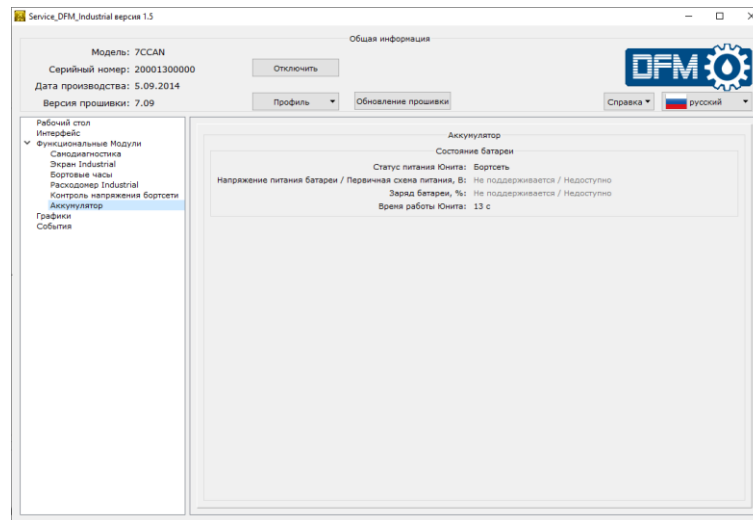 Service_DFM_Industrial версия 1.5
Общая информация
Модель: 7CCAN
Серийный номер: 20001300000
Отключить
Дата производства: 5.09.2014
Версия прошивки: 7.09
Профиль
Обновление прошивки
DFM
Справка
русский
Рабочий стол
Интерфейс
Функциональные Модули
Самодиагностика
Экран Industrial
Бортовые часы
Расходомер Industrial
Контроль напряжения бортсети
Аккумулятор
Графики
События
Аккумулятор
Состояние батареи
Статус питания Юнита: Бортсеть
Напряжение питания батареи / Первичная схема питания, В: Не поддерживается / Недоступно
Заряд батареи, %: Не поддерживается / Недоступно
Время работы Юнита: 13 с